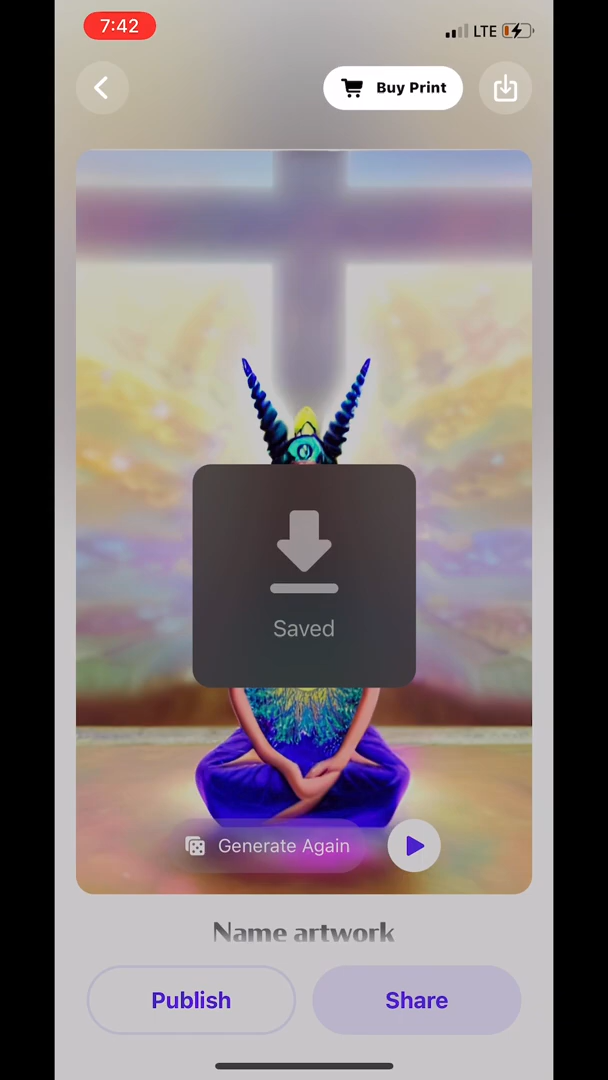 7:42
LTE
Buy Print
Saved
Generate Again
Name artwork
Publish
Share